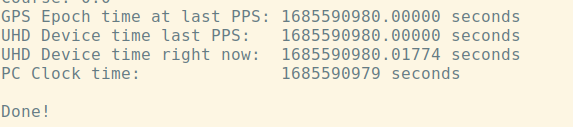 Course: 0.0
GPS Epoch time at last PPS: 1685590980.00000 seconds
UHD Device time last PPS:   1685590980.00000 seconds
UHD Device time right now:  1685590980.01774 seconds
PC Clock time:              1685590979 seconds
Done!